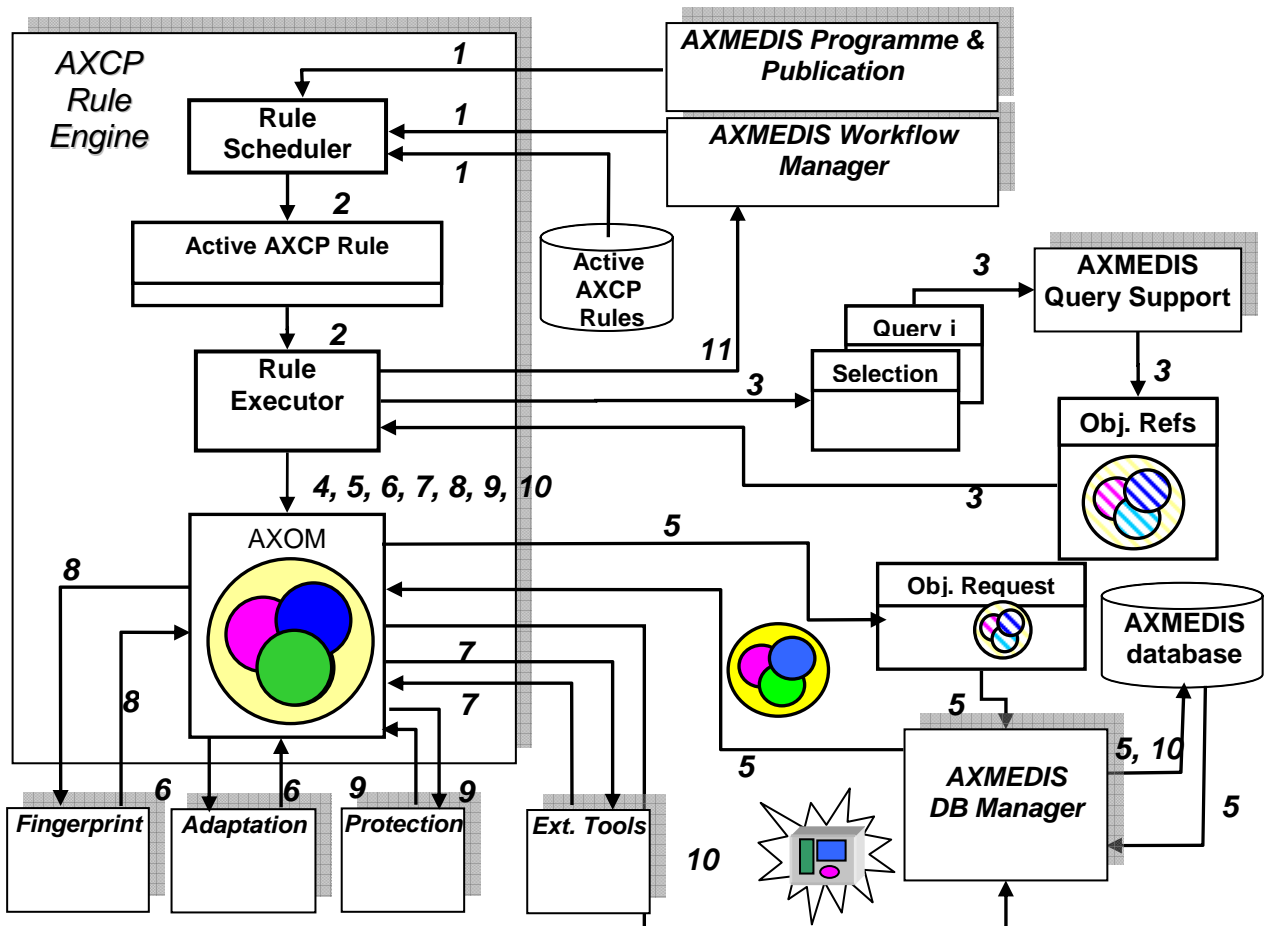 AXCP
Rule
Engine
AXMEDIS Programme &
Publication
1
Rule
Scheduler
1
AXMEDIS Workflow
Manager
1
2
Active AXCP Rule
Active
AXCP
Rules
3
AXMEDIS
Query Support
Query i
2
Rule
Executor
11
3
Selection
3
Obj. Refs
3
4, 5, 6, 7, 8, 9, 10
AXOM
5
8
Obj. Request
AXMEDIS
database
7
8
7
5
5
5, 10
AXMEDIS
DB Manager
5
6
6
9
9
Fingerprint
Adaptation
Protection
Ext. Tools
10